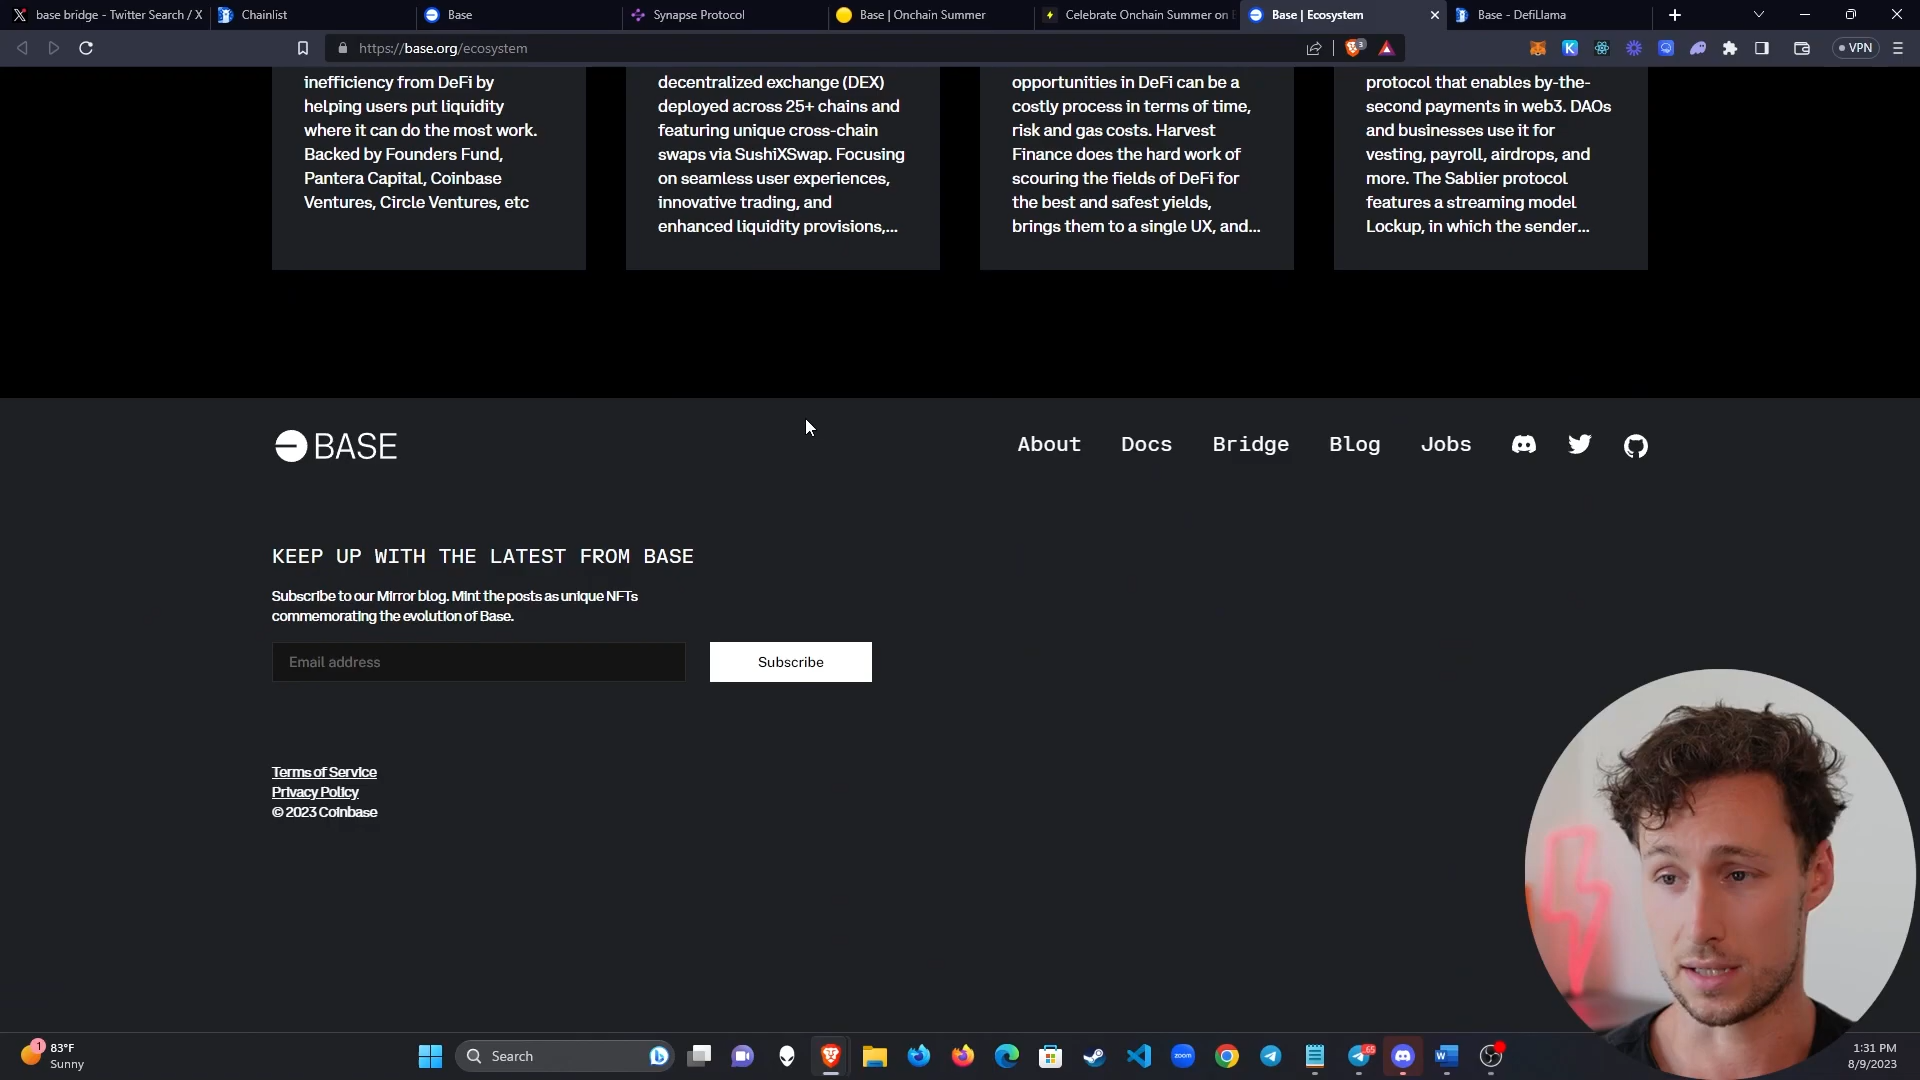 base bridge - Twitter Search / X
Chainlist
Base
Synapse Protocol
Base | Onchain Summer
Celebrate Onchain Summer on
Base | Ecosystem
Base - DefiLlama
https://base.org/ecosystem
3
VPN
inefficiency from DeFi by
helping users put liquidity
where it can do the most work.
Backed by Founders Fund,
Pantera Capital, Coinbase
Ventures, Circle Ventures, etc
decentralized exchange (DEX)
deployed across 25+ chains and
featuring unique cross-chain
swaps via SushiXSwap. Focusing
on seamless user experiences,
innovative trading, and
enhanced liquidity provisions,...
opportunities in DeFi can be a
costly process in terms of time,
risk and gas costs. Harvest
Finance does the hard work of
scouring the fields of DeFi for
the best and safest yields,
brings them to a single UX, and...
protocol that enables by-the-
second payments in web3. DAOs
and businesses use it for
vesting, payroll, airdrops, and
more. The Sablier protocol
features a streaming model
Lockup, in which the sender...
BASE
About
Docs
Bridge
Blog
Jobs
KEEP UP WITH THE LATEST FROM BASE
Subscribe to our Mirror blog. Mint the posts as unique NFTs
commemorating the evolution of Base.
Email address
Subscribe
Terms of Service
Privacy Policy
© 2023 Coinbase
1
83°F
Sunny
Search
zoom
65
1:31 PM
8/9/2023